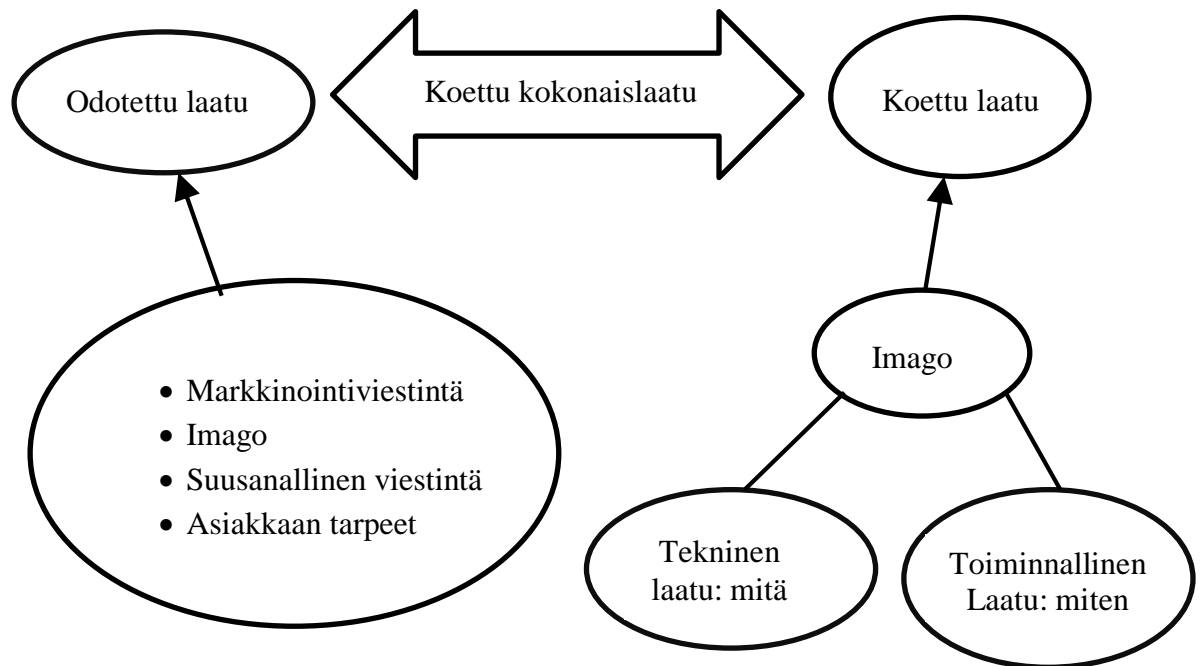 Odotettu laatu
Koettu kokonaislaatu
Koettu laatu
• Markkinointiviestintä
• Imago
• Suusanallinen viestintä
• Asiakkaan tarpeet
Imago
Tekninen
laatu: mitä
Toiminnallinen
Laatu: miten